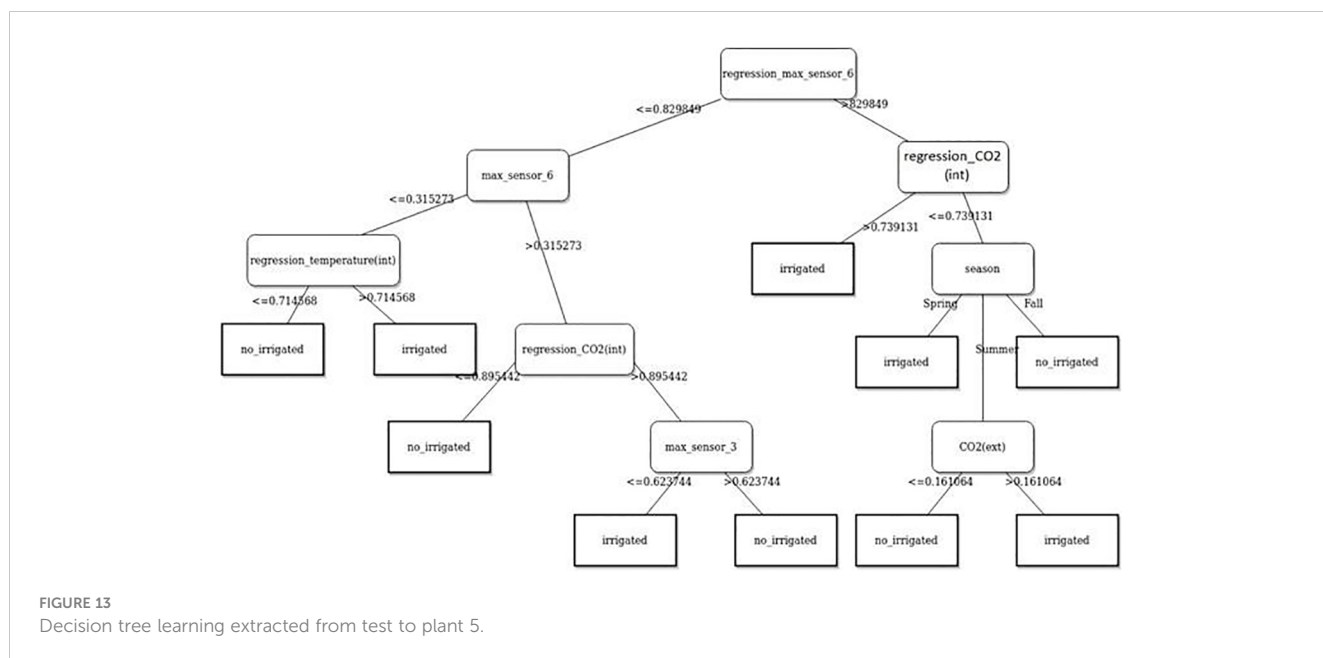 regression_max_sensor_6
<=0.829849
>829849
regression_CO2
(int)
max_sensor_6
<=0.315273
>0.315273
>0.739131
<=0.739131
regression_temperature(int)
irrigated
season
<=0.714568
>0.714568
Spring
Summer
Fall
no_irrigated
irrigated
regression_CO2(int)
irrigated
no_irrigated
<=0.895442
>0.895442
no_irrigated
max_sensor_3
CO2(ext)
<=0.623744
>0.623744
<=0.161064
>0.161064
irrigated
no_irrigated
no_irrigated
irrigated
FIGURE 13
Decision tree learning extracted from test to plant 5.